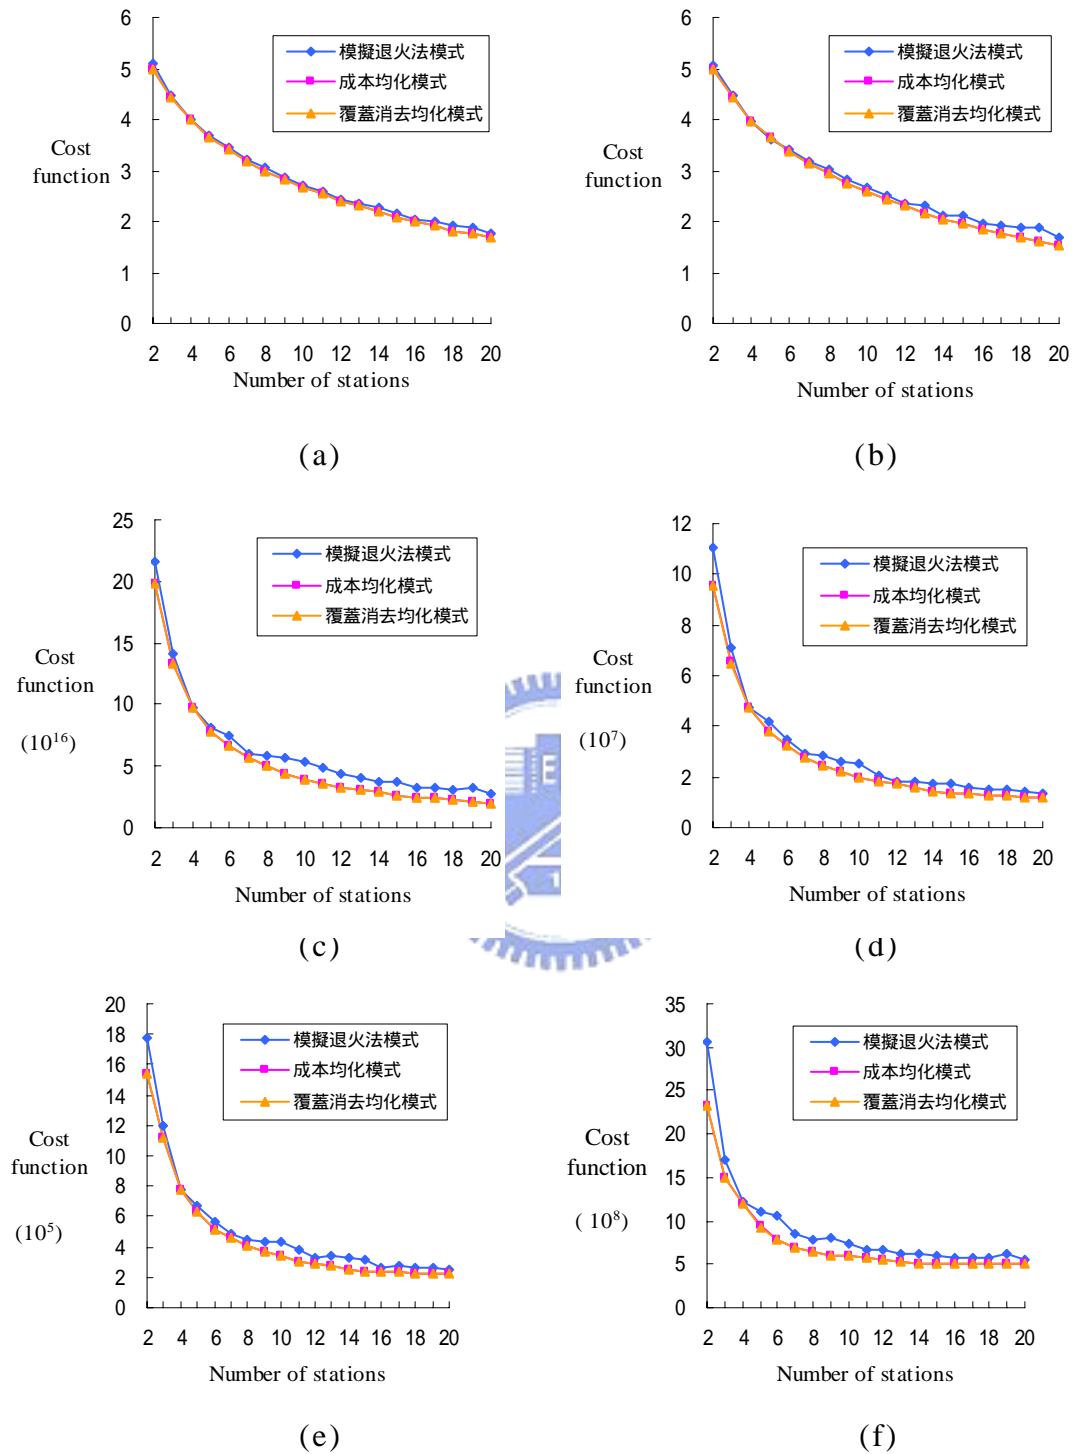 6
5
4
3
2
1
0
Cost
function
模擬退火法模式
成本均化模式
覆蓋消去均化模式
2 4 6 8 10 12 14 16 18 20
Number of stations
(a)
6
5
4
3
2
1
0
Cost
function
模擬退火法模式
成本均化模式
覆蓋消去均化模式
2 4 6 8 10 12 14 16 18 20
Number of stations
(b)
25
20
15
10
5
0
Cost
function
(10¹⁶)
模擬退火法模式
成本均化模式
覆蓋消去均化模式
2 4 6 8 10 12 14 16 18 20
Number of stations
(c)
12
10
8
6
4
2
0
Cost
function
(10⁷)
模擬退火法模式
成本均化模式
覆蓋消去均化模式
2 4 6 8 10 12 14 16 18 20
Number of stations
(d)
E
1
20
18
16
14
12
10
8
6
4
2
0
Cost
function
(10⁵)
模擬退火法模式
成本均化模式
覆蓋消去均化模式
2 4 6 8 10 12 14 16 18 20
Number of stations
(e)
35
30
25
20
15
10
5
0
Cost
function
( 10⁸)
模擬退火法模式
成本均化模式
覆蓋消去均化模式
2 4 6 8 10 12 14 16 18 20
Number of stations
(f)